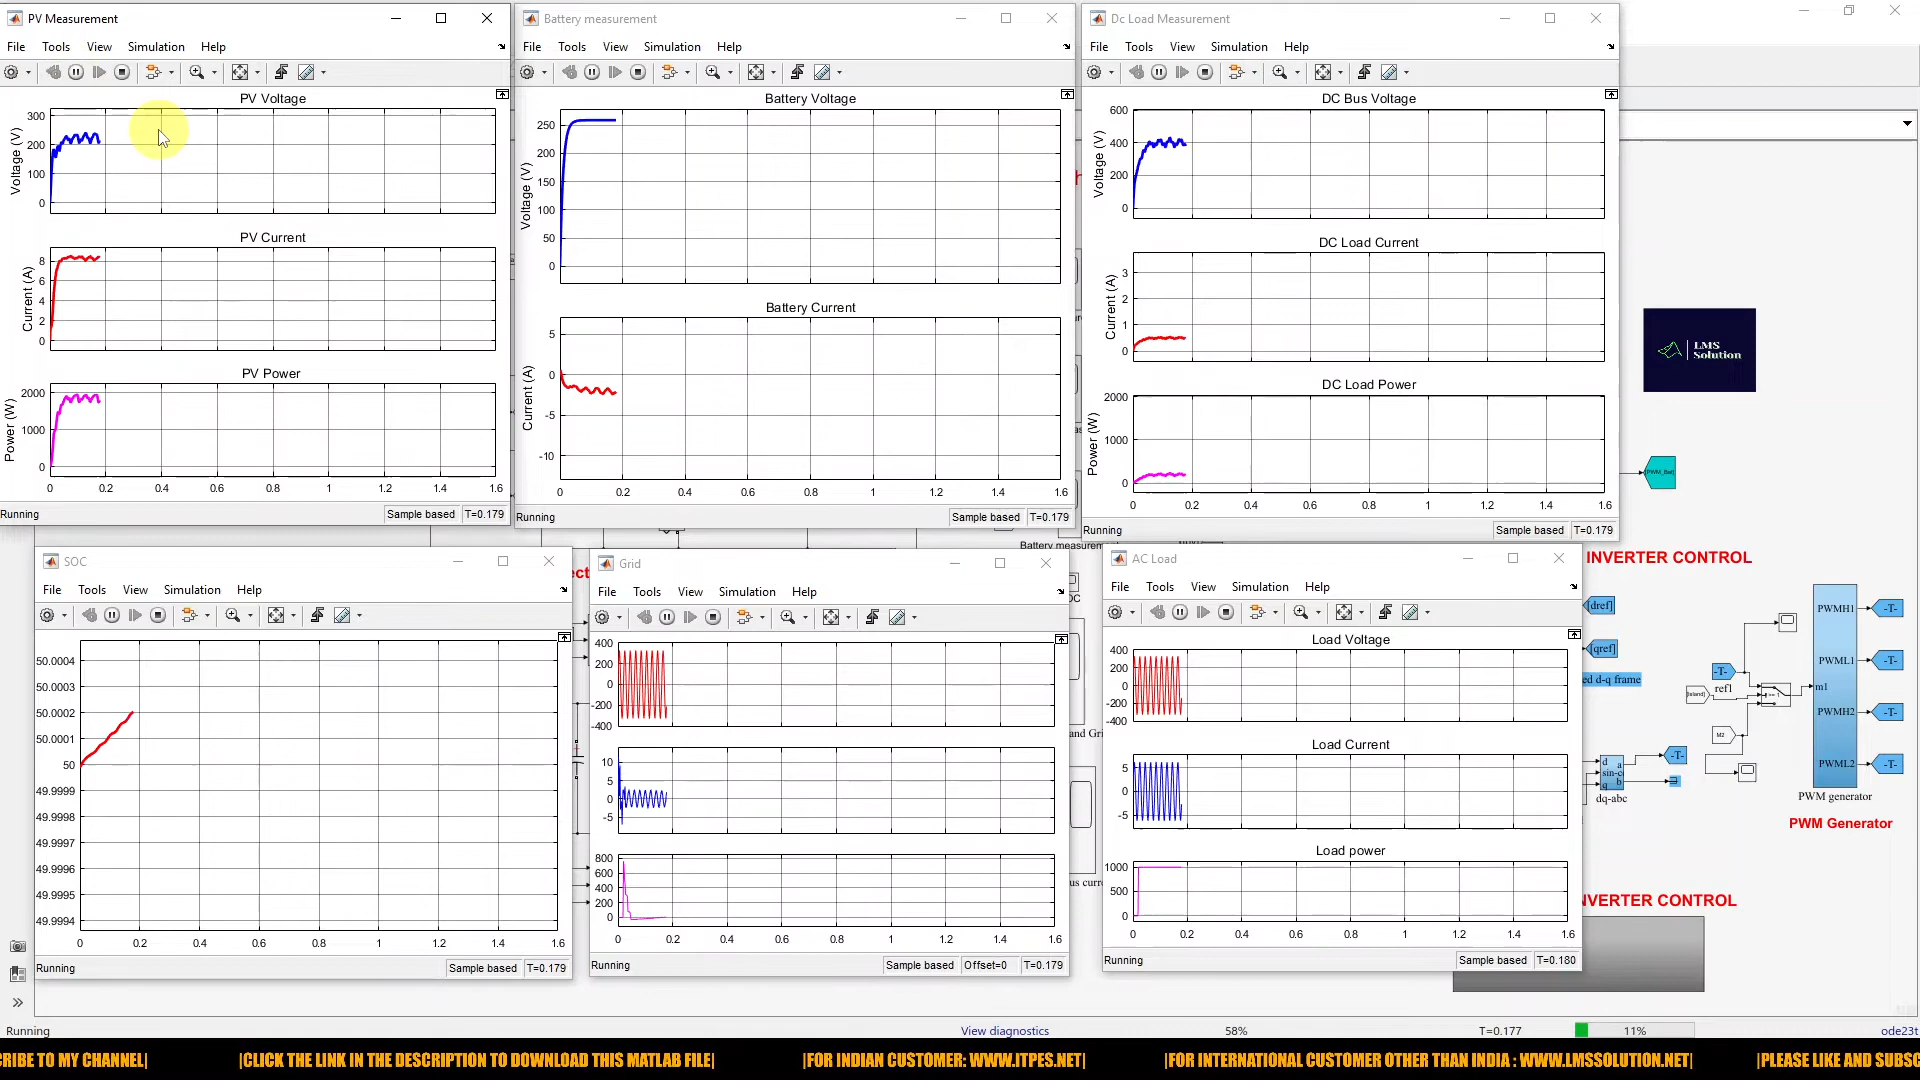 PV Measurement
File Tools View Simulation Help
PV Voltage
Voltage (V)
300
200
100
0
PV Current
Current (A)
8
6
4
2
0
PV Power
Power (W)
2000
1000
0
0 0.2 0.4 0.6 0.8 1 1.2 1.4 1.6
Running Sample based T=0.179
Battery measurement
File Tools View Simulation Help
Battery Voltage
Voltage (V)
250
200
150
100
50
0
Battery Current
Current (A)
5
0
-5
-10
0 0.2 0.4 0.6 0.8 1 1.2 1.4 1.6
Running Sample based T=0.179
Dc Load Measurement
File Tools View Simulation Help
DC Bus Voltage
Voltage (V)
600
400
200
0
DC Load Current
Current (A)
3
2
1
0
DC Load Power
Power (W)
2000
1000
0
0 0.2 0.4 0.6 0.8 1 1.2 1.4 1.6
Running Sample based T=0.179
LMS
Solution
Battery measurement
SOC
File Tools View Simulation Help
50.0004
50.0003
50.0002
50.0001
50
49.9999
49.9998
49.9997
49.9996
49.9995
49.9994
0 0.2 0.4 0.6 0.8 1 1.2 1.4 1.6
Running Sample based T=0.179
Grid
File Tools View Simulation Help
400
200
0
-200
-400
10
5
0
-5
800
600
400
200
0
0 0.2 0.4 0.6 0.8 1 1.2 1.4 1.6
Running Sample based Offset=0 T=0.179
AC Load
File Tools View Simulation Help
Load Voltage
400
200
0
-200
-400
Load Current
5
0
-5
Load power
1000
500
0
0 0.2 0.4 0.6 0.8 1 1.2 1.4 1.6
Running Sample based T=0.180
INVERTER CONTROL
dref]
qref]
ed d-q frame
-T-
ref1
M2
m1
PWMH1 -T-
PWML1 -T-
PWMH2 -T-
PWML2 -T-
PWM generator
PWM Generator
d a
sin-c
q b
dq-abc
-T-
NVERTER CONTROL
Running View diagnostics 58% T=0.177 11% ode23t
CRIBE TO MY CHANNEL| |CLICK THE LINK IN THE DESCRIPTION TO DOWNLOAD THIS MATLAB FILE| |FOR INDIAN CUSTOMER: WWW.ITPES.NET| |FOR INTERNATIONAL CUSTOMER OTHER THAN INDIA : WWW.LMSSOLUTION.NET| |PLEASE LIKE AND SUBSC